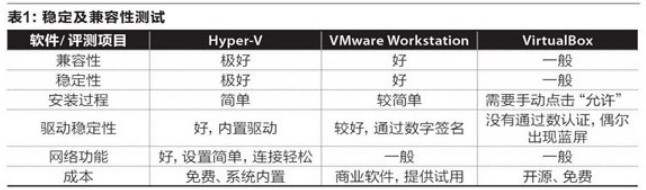 表1：稳定及兼容性测试
软件/评测项目 Hyper-V VMware Workstation VirtualBox
兼容性 极好 好 一般
稳定性 极好 好 一般
安装过程 简单 较简单 需要手动点击“允许”
驱动稳定性 好，内置驱动 较好，通过数字签名 没有通过数认证，偶尔
出现蓝屏
网络功能 好，设置简单，连接轻松 一般 一般
成本 免费、系统内置 商业软件，提供试用 开源、免费